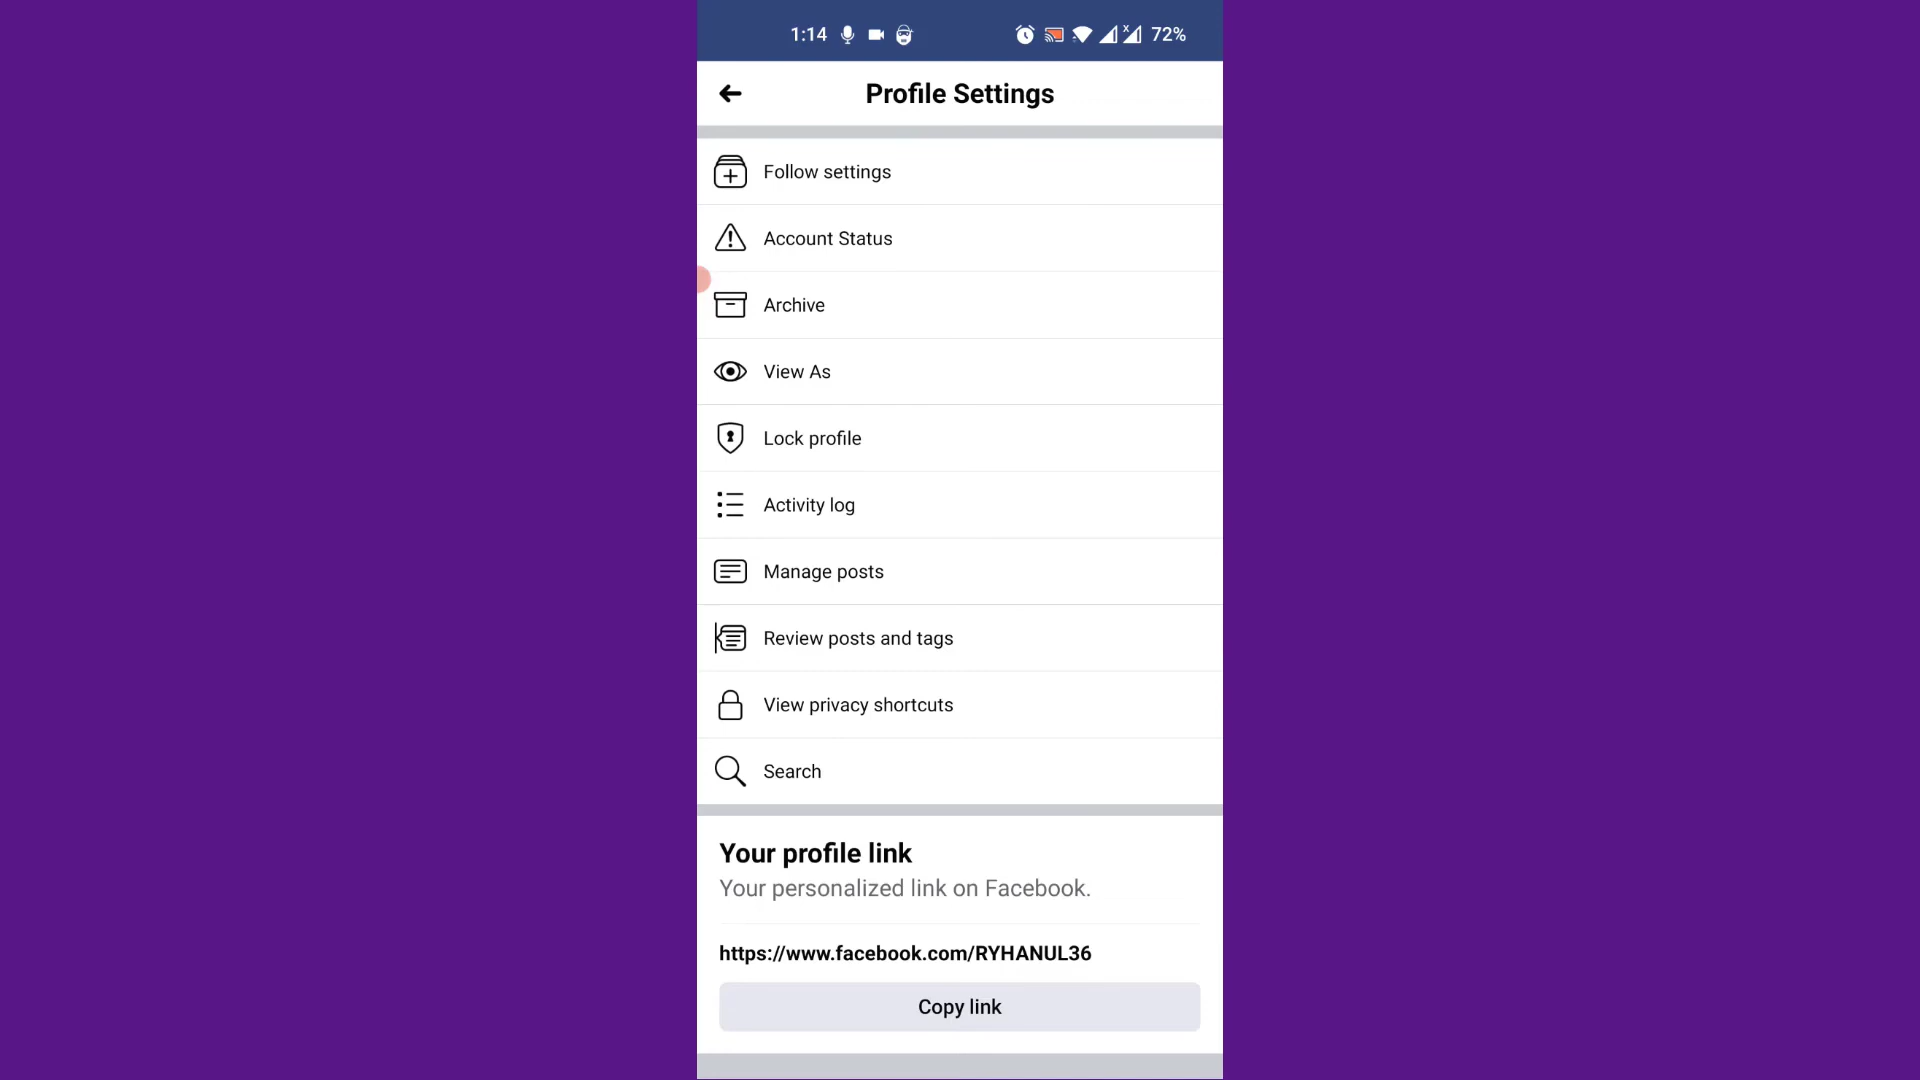 1:14 72%
Profile Settings
Follow settings
Account Status
Archive
View As
Lock profile
Activity log
Manage posts
Review posts and tags
View privacy shortcuts
Search
Your profile link
Your personalized link on Facebook.
https://www.facebook.com/RYHANUL36
Copy link